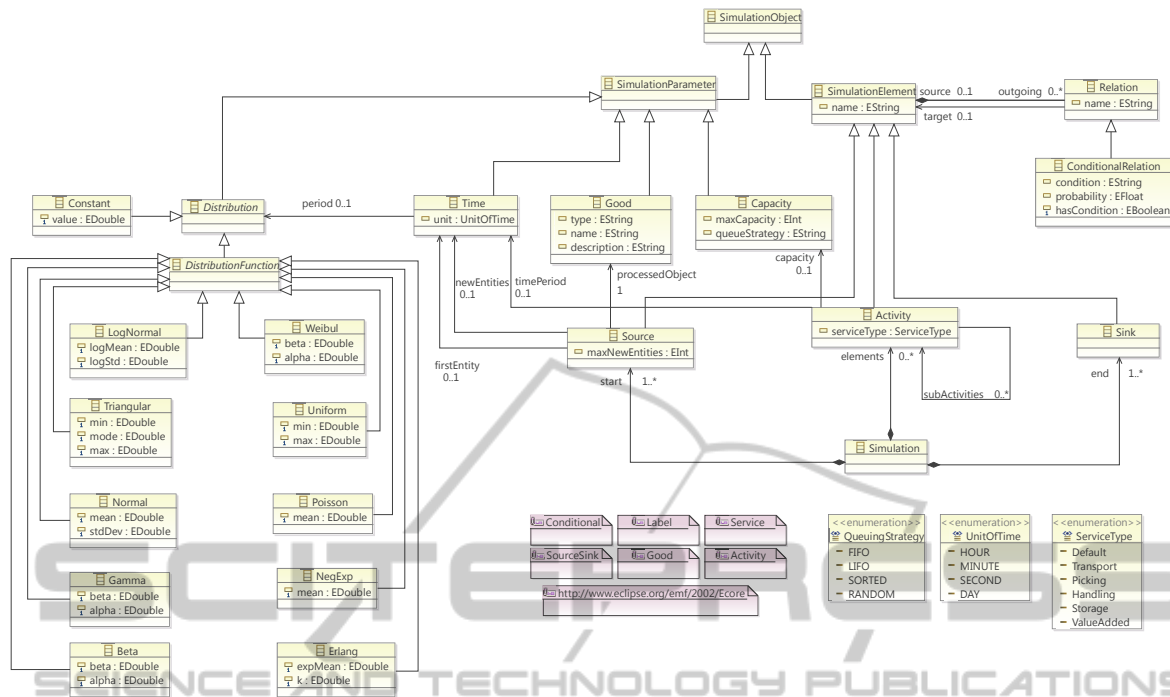 SimulationObject
SimulationParameter
SimulationElement
name : EString
source 0..1
outgoing 0..*
target 0..1
Relation
name : EString
ConditionalRelation
condition : EString
probability : EFloat
hasCondition : EBoolean
Constant
value : EDouble
Distribution
period 0..1
Time
unit : UnitOfTime
Good
type : EString
name : EString
description : EString
Capacity
maxCapacity : EInt
queueStrategy : EString
DistributionFunction
newEntities
0..1
timePeriod
0..1
processedObject
1
capacity
0..1
LogNormal
logMean : EDouble
logStd : EDouble
Weibul
beta : EDouble
alpha : EDouble
firstEntity
0..1
Source
maxNewEntities : EInt
start 1..*
Activity
serviceType : ServiceType
elements 0..*
subActivities 0..*
Sink
end 1..*
Triangular
min : EDouble
mode : EDouble
max : EDouble
Uniform
min : EDouble
max : EDouble
Simulation
Normal
mean : EDouble
stdDev : EDouble
Poisson
mean : EDouble
Gamma
beta : EDouble
alpha : EDouble
NegExp
mean : EDouble
Beta
beta : EDouble
alpha : EDouble
Erlang
expMean : EDouble
k : EDouble
Conditional
Label
Service
SourceSink
Good
Activity
http://www.eclipse.org/emf/2002/Ecore
<<enumeration>>
QueuingStrategy
FIFO
LIFO
SORTED
RANDOM
<<enumeration>>
UnitOfTime
HOUR
MINUTE
SECOND
DAY
<<enumeration>>
ServiceType
Default
Transport
Picking
Handling
Storage
ValueAdded
SCITEPRESS
SCIENCE AND TECHNOLOGY PUBLICATIONS